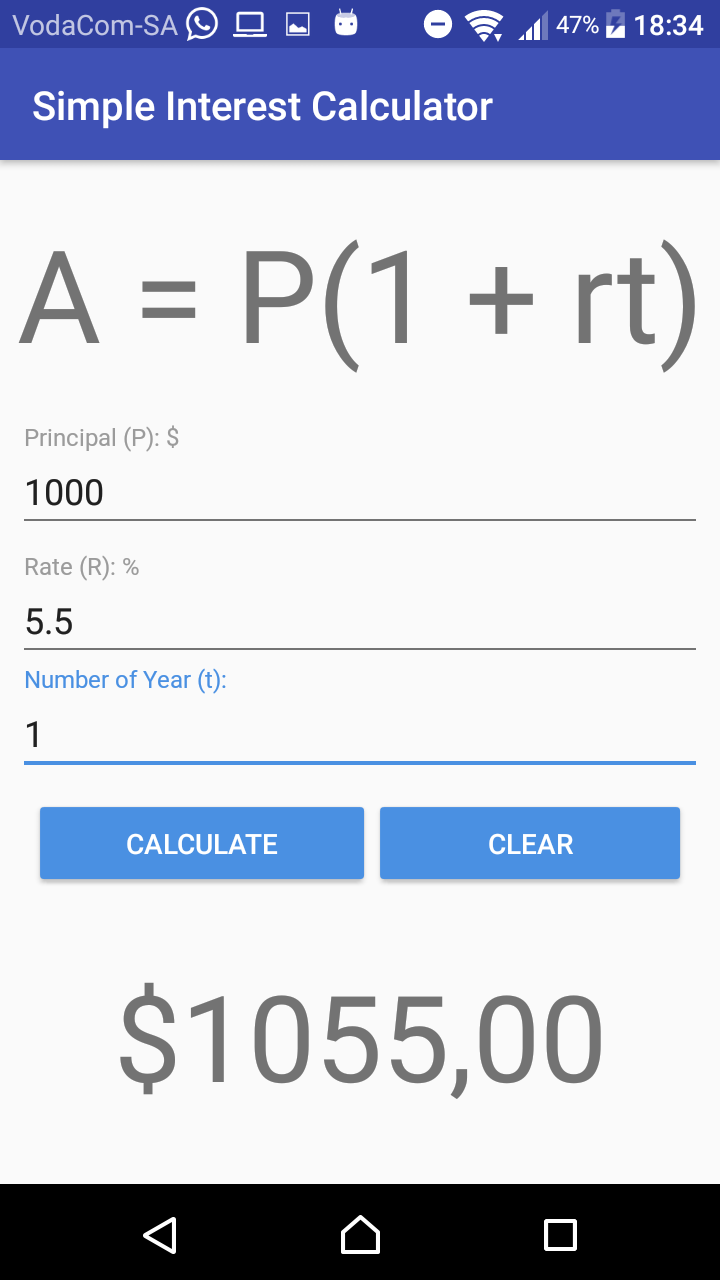 VodaCom-SA 47% 18:34
Simple Interest Calculator
A = P(1 + rt)
Principal (P): $
1000
Rate (R): %
5.5
Number of Year (t):
1
CALCULATE CLEAR
$1055,00